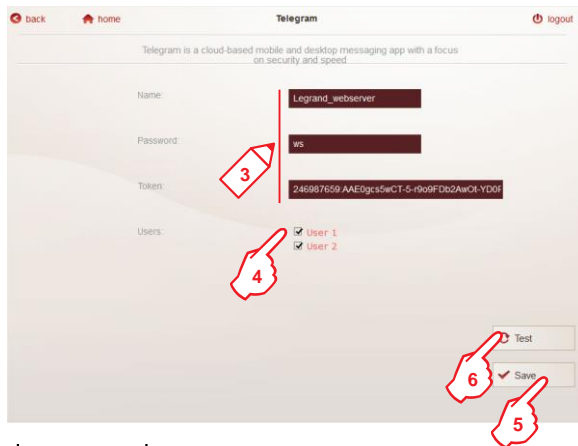 back home Telegram logout
Telegram is a cloud-based mobile and desktop messaging app with a focus
on security and speed
Name: Legrand_webserver
Password: ws
3
Token: 246987659:AAE0gcs5wCT-5-r9o9FDb2AwOt-YD0F
Users: User 1
User 2
4
Test
6 Save
5